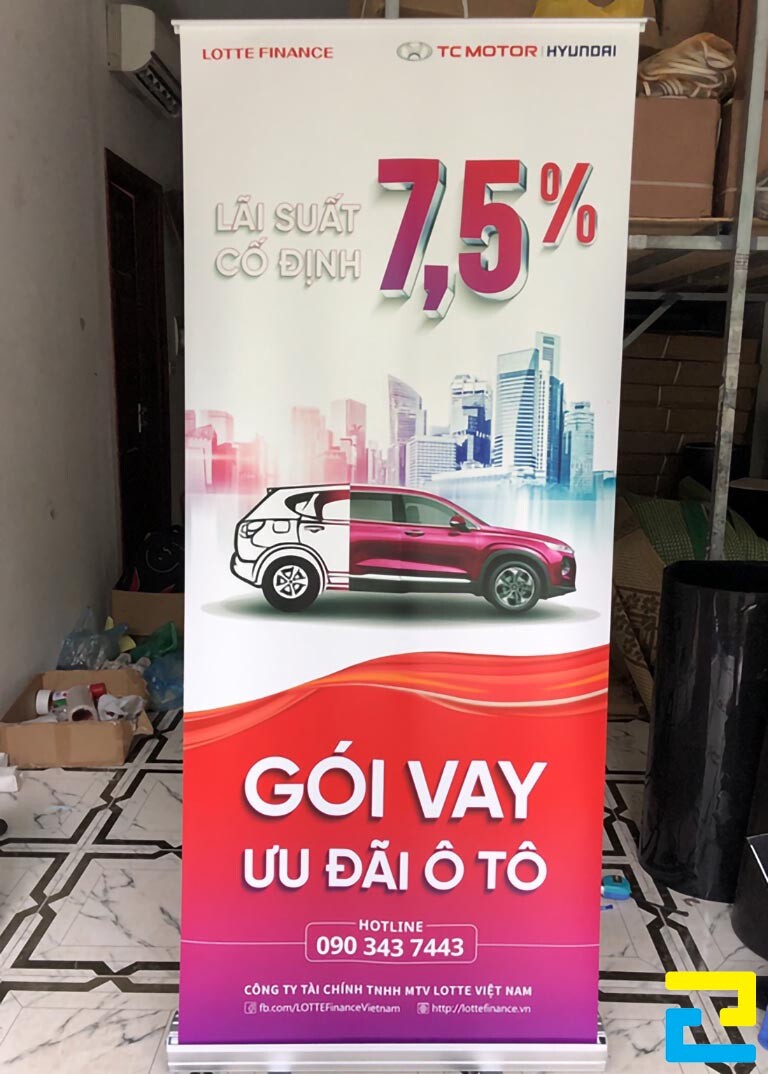 LOTTE FINANCE
TC MOTOR | HYUNDAI
LÃI SUẤT
CỐ ĐỊNH
7,5%
GÓI VAY
ƯU ĐÃI Ô TÔ
HOTLINE
090 343 7443
CÔNG TY TÀI CHÍNH TNHH MTV LOTTE VIỆT NAM
fb.com/LOTTEFinanceVietnam http://lottefinance.vn